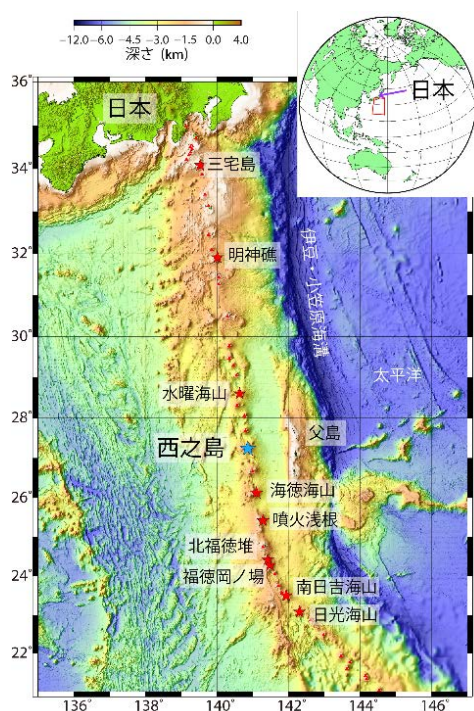 -12.0 -6.0 -3.0 -1.0 0.0 4.0
深さ (km)
日本
36°
日本
34°
三宅島
32°
明神礁
伊豆・小笠原海溝
30°
太平洋
水曜海山
28°
父島
西之島
26°
海徳海山
噴火浅根
北福徳堆
24°
福徳岡ノ場
南日吉海山
日光海山
22°
136° 138° 140° 142° 144° 146°